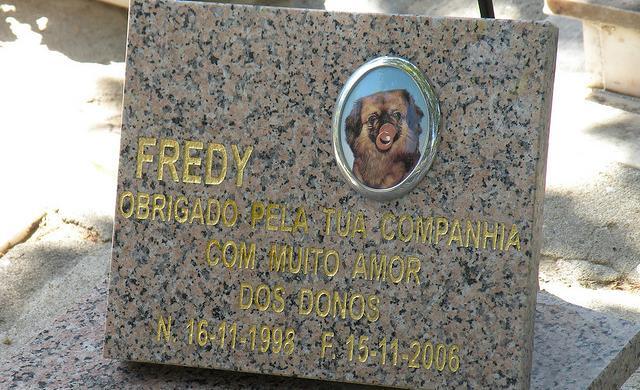 FREDY
OBRIGADO PELA TUA COMPANHIA
COM MUITO AMOR
DOS DONOS
N. 16-11-1998 F. 15-11-2006